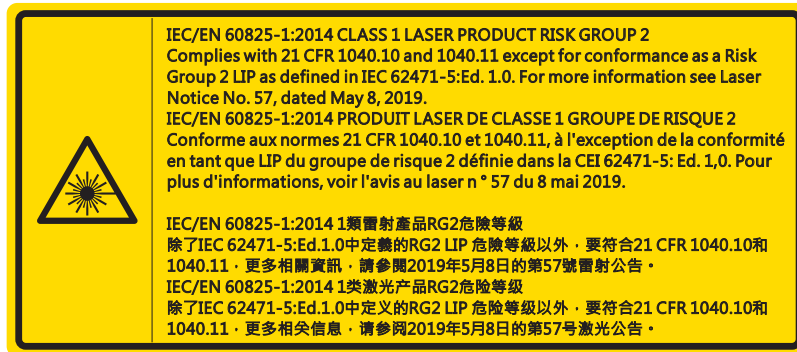 IEC/EN 60825-1:2014 CLASS 1 LASER PRODUCT RISK GROUP 2
Complies with 21 CFR 1040.10 and 1040.11 except for conformance as a Risk
Group 2 LIP as defined in IEC 62471-5:Ed. 1.0. For more information see Laser
Notice No. 57, dated May 8, 2019.
IEC/EN 60825-1:2014 PRODUIT LASER DE CLASSE 1 GROUPE DE RISQUE 2
Conforme aux normes 21 CFR 1040.10 et 1040.11, à l'exception de la conformité
en tant que LIP du groupe de risque 2 définie dans la CEI 62471-5: Ed. 1,0. Pour
plus d'informations, voir l'avis au laser n ° 57 du 8 mai 2019.
IEC/EN 60825-1:2014 1類雷射產品RG2危險等級
除了IEC 62471-5:Ed.1.0中定義的RG2 LIP 危險等級以外，要符合21 CFR 1040.10和
1040.11，更多相關資訊，請參閱2019年5月8日的第57號雷射公告。
IEC/EN 60825-1:2014 1类激光产品RG2危险等级
除了IEC 62471-5:Ed.1.0中定义的RG2 LIP 危险等级以外，要符合21 CFR 1040.10和
1040.11，更多相关信息，请参阅2019年5月8日的第57号激光公告。